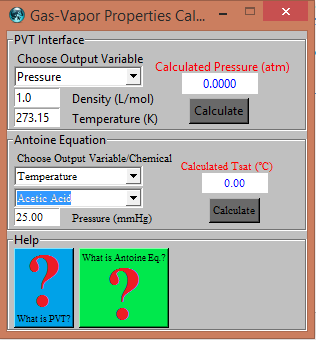 Gas-Vapor Properties Cal...
PVT Interface
Choose Output Variable
Pressure
Calculated Pressure (atm)
0.0000
1.0 Density (L/mol)
273.15 Temperature (K)
Calculate
Antoine Equation
Choose Output Variable/Chemical
Temperature
Acetic Acid
25.00 Pressure (mmHg)
Calculated Tsat (°C)
0.00
Calculate
Help
?
What is PVT?
What is Antoine Eq.?
?